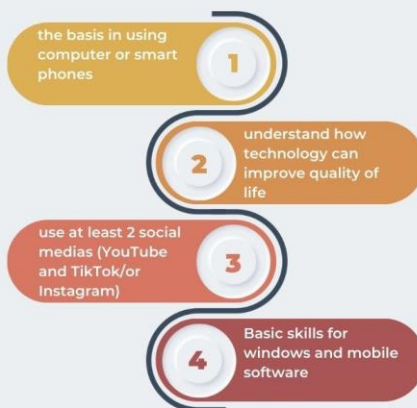 the basis in using
computer or smart
phones
1
2
understand how
technology can
improve quality of
life
use at least 2 social
medias (YouTube
and TikTok/or
Instagram)
3
4
Basic skills for
windows and mobile
software